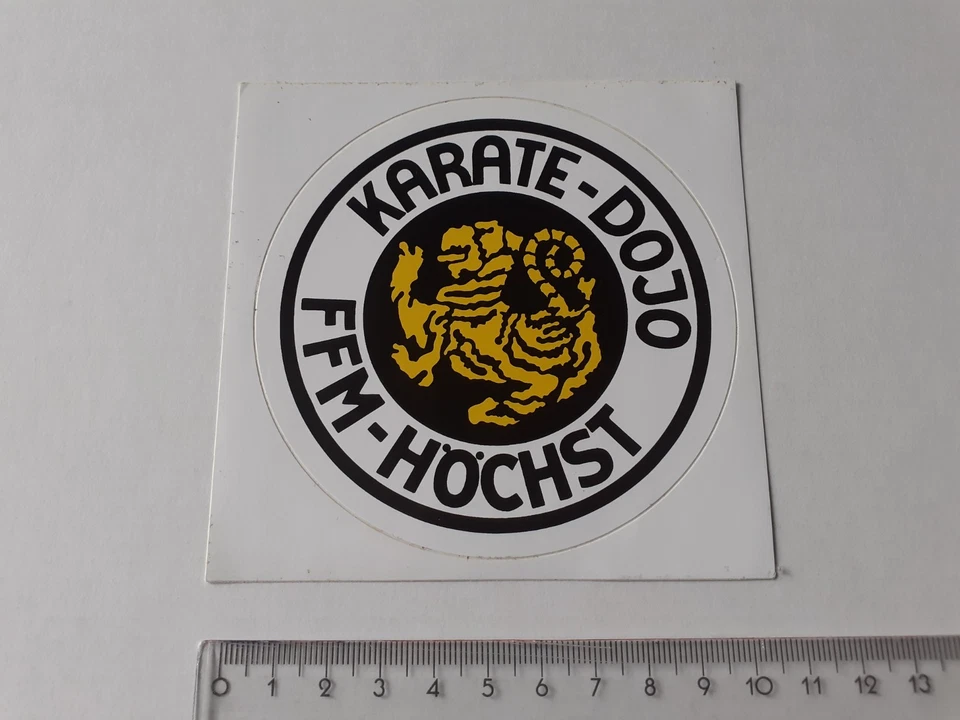 KARATE-DOJO
FFM-HÖCHST
0 1 2 3 4 5 6 7 8 9 10 11 12 13